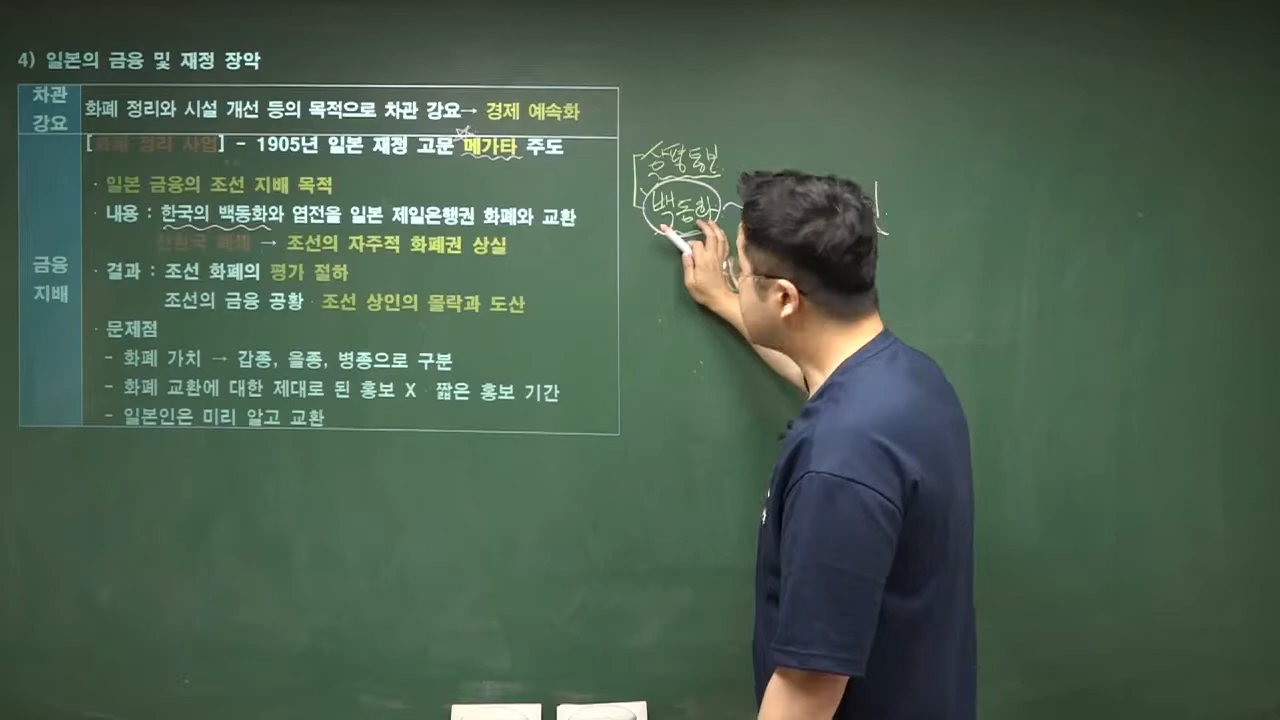 4) 일본의 금융 및 재정 장악
차관
강요
화폐 정리와 시설 개선 등의 목적으로 차관 강요→ 경제 예속화
금융
지배
[화폐 정리 사업] - 1905년 일본 재정 고문 메가타 주도
· 일본 금융의 조선 지배 목적
· 내용 : 한국의 백동화와 엽전을 일본 제일은행권 화폐와 교환
전환국 폐쇄 → 조선의 자주적 화폐권 상실
· 결과 : 조선 화폐의 평가 절하
조선의 금융 공황· 조선 상인의 몰락과 도산
· 문제점
- 화폐 가치 → 갑종, 을종, 병종으로 구분
- 화폐 교환에 대한 제대로 된 홍보 X · 짧은 홍보 기간
- 일본인은 미리 알고 교환
상평통보
백동화